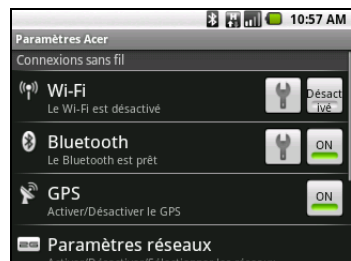 10:57 AM
Paramètres Acer
Connexions sans fil
Wi-Fi
Le Wi-Fi est désactivé
Désact
ivé
Bluetooth
Le Bluetooth est prêt
ON
GPS
Activer/Désactiver le GPS
ON
2G
Paramètres réseaux